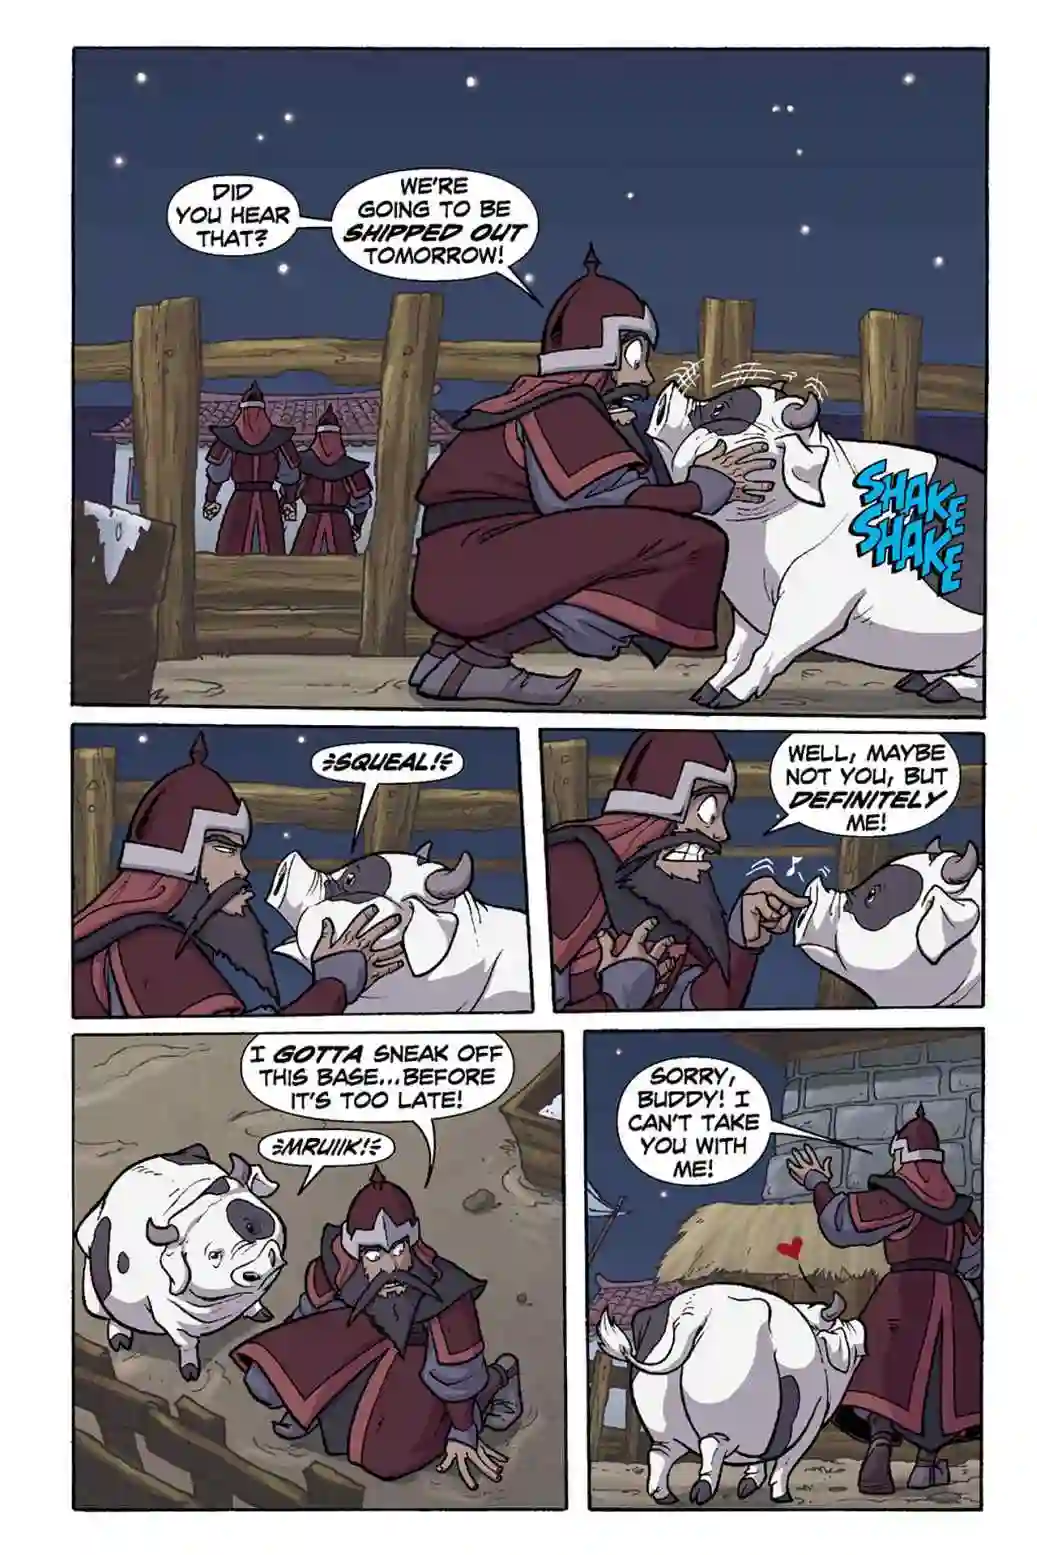 DID
YOU HEAR
THAT?
WE'RE
GOING TO BE
SHIPPED OUT
TOMORROW!
SHAKE
SHAKE
SQUEAL!
WELL, MAYBE
NOT YOU, BUT
DEFINITELY
ME!
I GOTTA SNEAK OFF
THIS BASE...BEFORE
IT'S TOO LATE!
MRUIIK!
SORRY,
BUDDY! I
CAN'T TAKE
YOU WITH
ME!